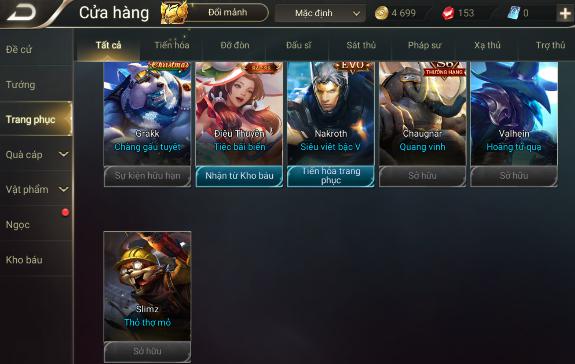 Cửa hàng
Đổi mảnh
Mặc định
4 699
153
0
Đề cử
Tướng
Trang phục
Quà cáp
Vật phẩm
Ngọc
Kho báu
Tất cả
Tiến hóa
Đỡ đòn
Đấu sĩ
Sát thủ
Pháp sư
Xạ thủ
Trợ thủ
Christmas
Grakk
Chàng gấu tuyết
Sự kiện hữu hạn
Điêu Thuyền
Tiệc bãi biển
Nhận từ Kho báu
EVO
Nakroth
Siêu việt bậc V
Tiến hóa trang
phục
S6
THƯỞNG HẠNG
Chaugnar
Quang vinh
Sở hữu
Valhein
Hoàng tử quạ
Sở hữu
Slimz
Thỏ thợ mỏ
Sở hữu